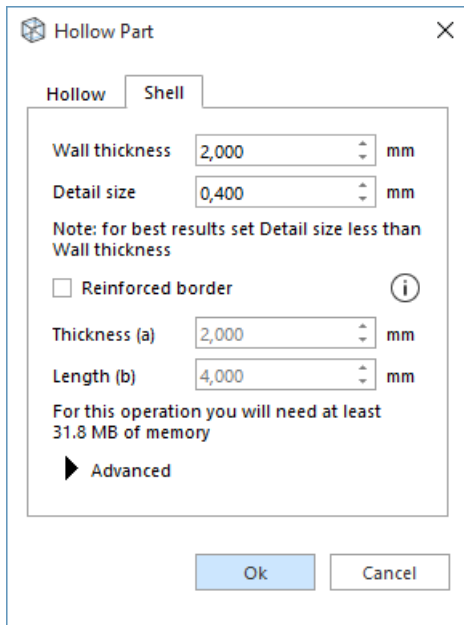 Hollow Part
Hollow Shell
Wall thickness 2,000 mm
Detail size 0,400 mm
Note: for best results set Detail size less than
Wall thickness
Reinforced border
Thickness (a) 2,000 mm
Length (b) 4,000 mm
For this operation you will need at least
31.8 MB of memory
Advanced
Ok Cancel